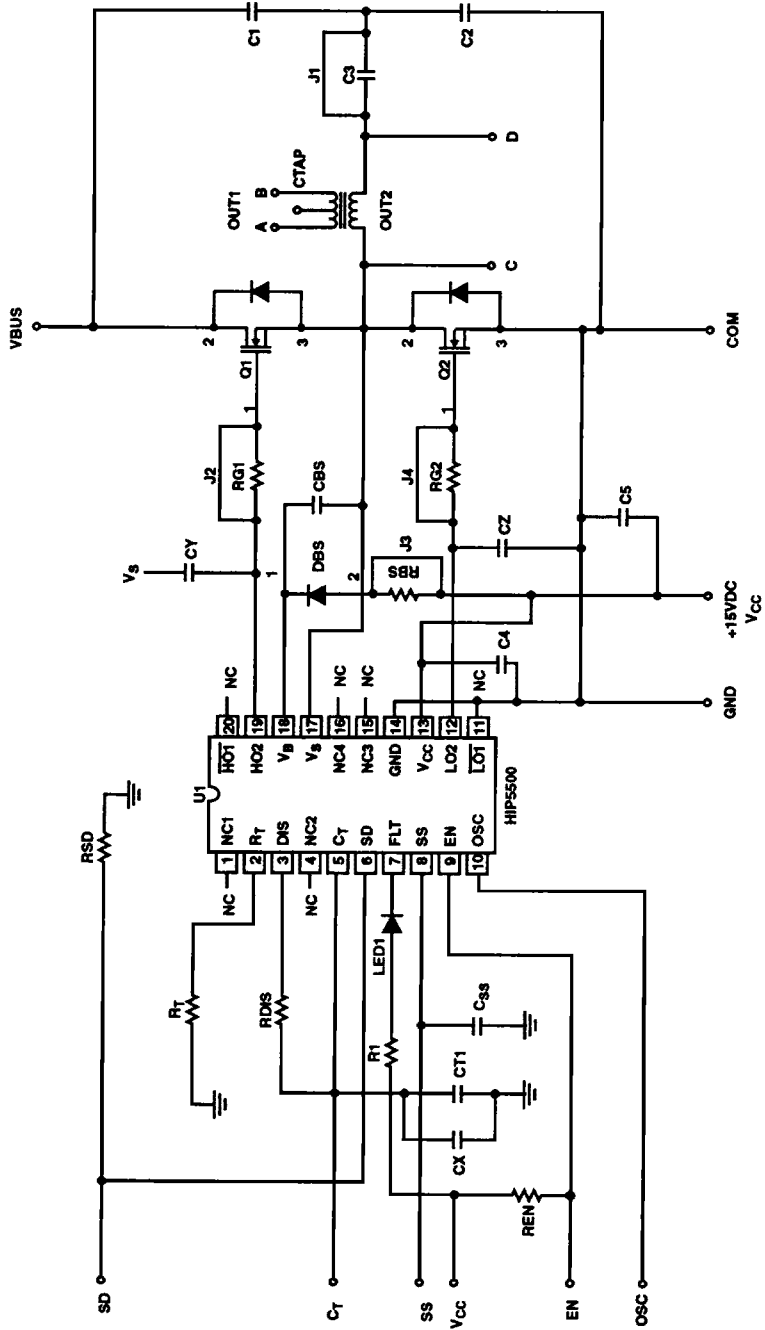 VBUS
C1
C2
J1
C3
OUT1
A
B
CTAP
OUT2
C
D
2
Q1
3
1
2
Q2
3
1
COM
J2
RG1
CY
VS
1
CBS
DBS
2
J3
RBS
J4
RG2
CZ
C5
C4
+15VDC
VCC
GND
NC
NC
NC
NC
U1
HIP5500
1 NC1
2 RT
3 DIS
4 NC2
5 CT
6 SD
7 FLT
8 SS
9 EN
10 OSC
HO1 20
HO2 19
VB 18
VS 17
NC4 16
NC3 15
GND 14
VCC 13
LO2 12
LO1 11
NC
NC
RSD
RT
RDIS
LED1
R1
CSS
CT1
CX
REN
SD
CT
SS
VCC
EN
OSC